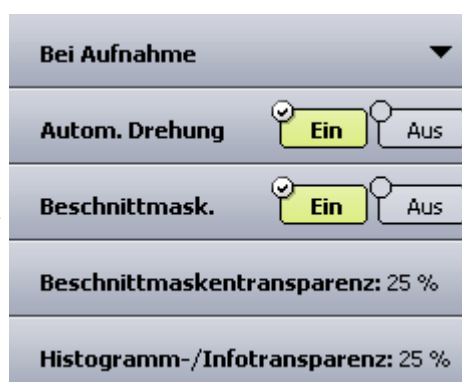 Bei Aufnahme
Autom. Drehung Ein Aus
Beschnittmask. Ein Aus
Beschnittmaskentransparenz: 25 %
Histogramm-/Infotransparenz: 25 %